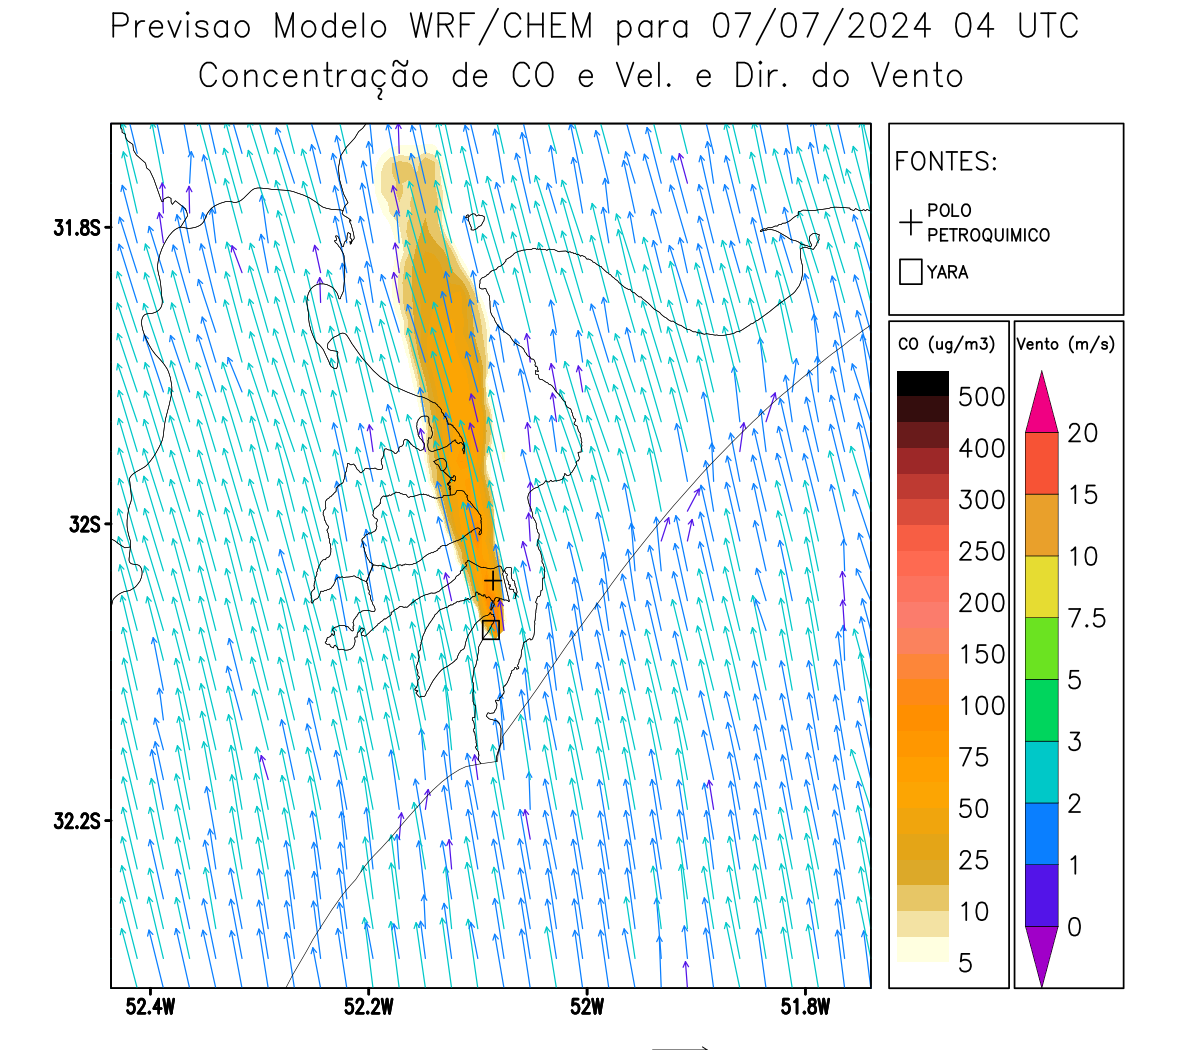 Previsao Modelo WRF/CHEM para 07/07/2024 04 UTC
Concentração de CO e Vel. e Dir. do Vento
FONTES:
POLO
PETROQUIMICO
YARA
CO (ug/m3)
500
400
300
250
200
150
100
75
50
25
10
5
Vento (m/s)
20
15
10
7.5
5
3
2
1
0
31.8S
32S
32.2S
52.4W
52.2W
52W
51.8W